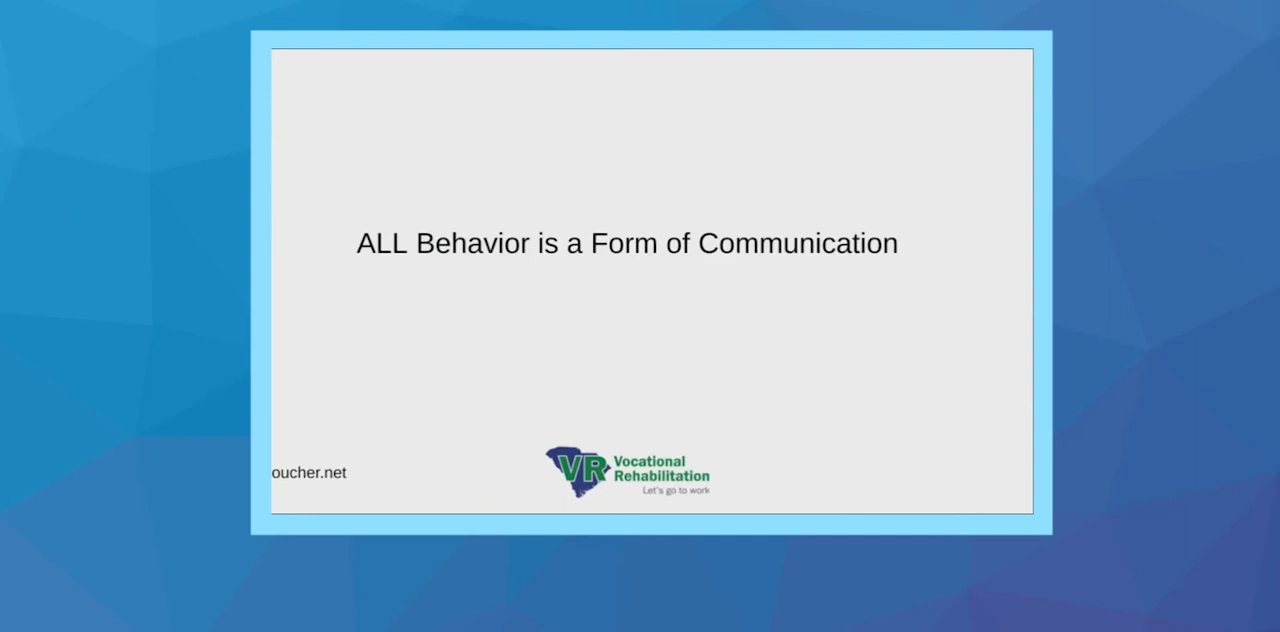 ALL Behavior is a Form of Communication
oucher.net
VR Vocational
Rehabilitation
Let's go to work